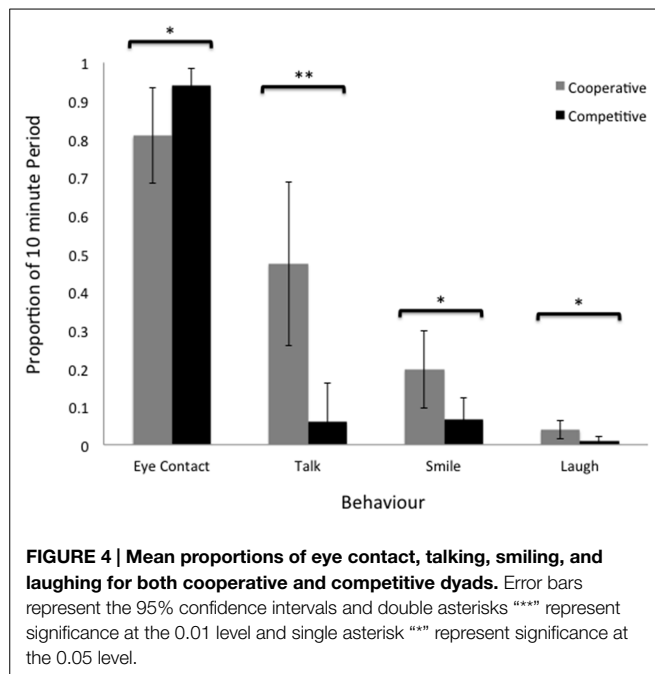 *
**
*
*
Cooperative
Competitive
Proportion of 10 minute Period
1
0.9
0.8
0.7
0.6
0.5
0.4
0.3
0.2
0.1
0
Eye Contact Talk Smile Laugh
Behaviour
FIGURE 4 | Mean proportions of eye contact, talking, smiling, and
laughing for both cooperative and competitive dyads. Error bars
represent the 95% confidence intervals and double asterisks “**” represent
significance at the 0.01 level and single asterisk “*” represent significance at
the 0.05 level.